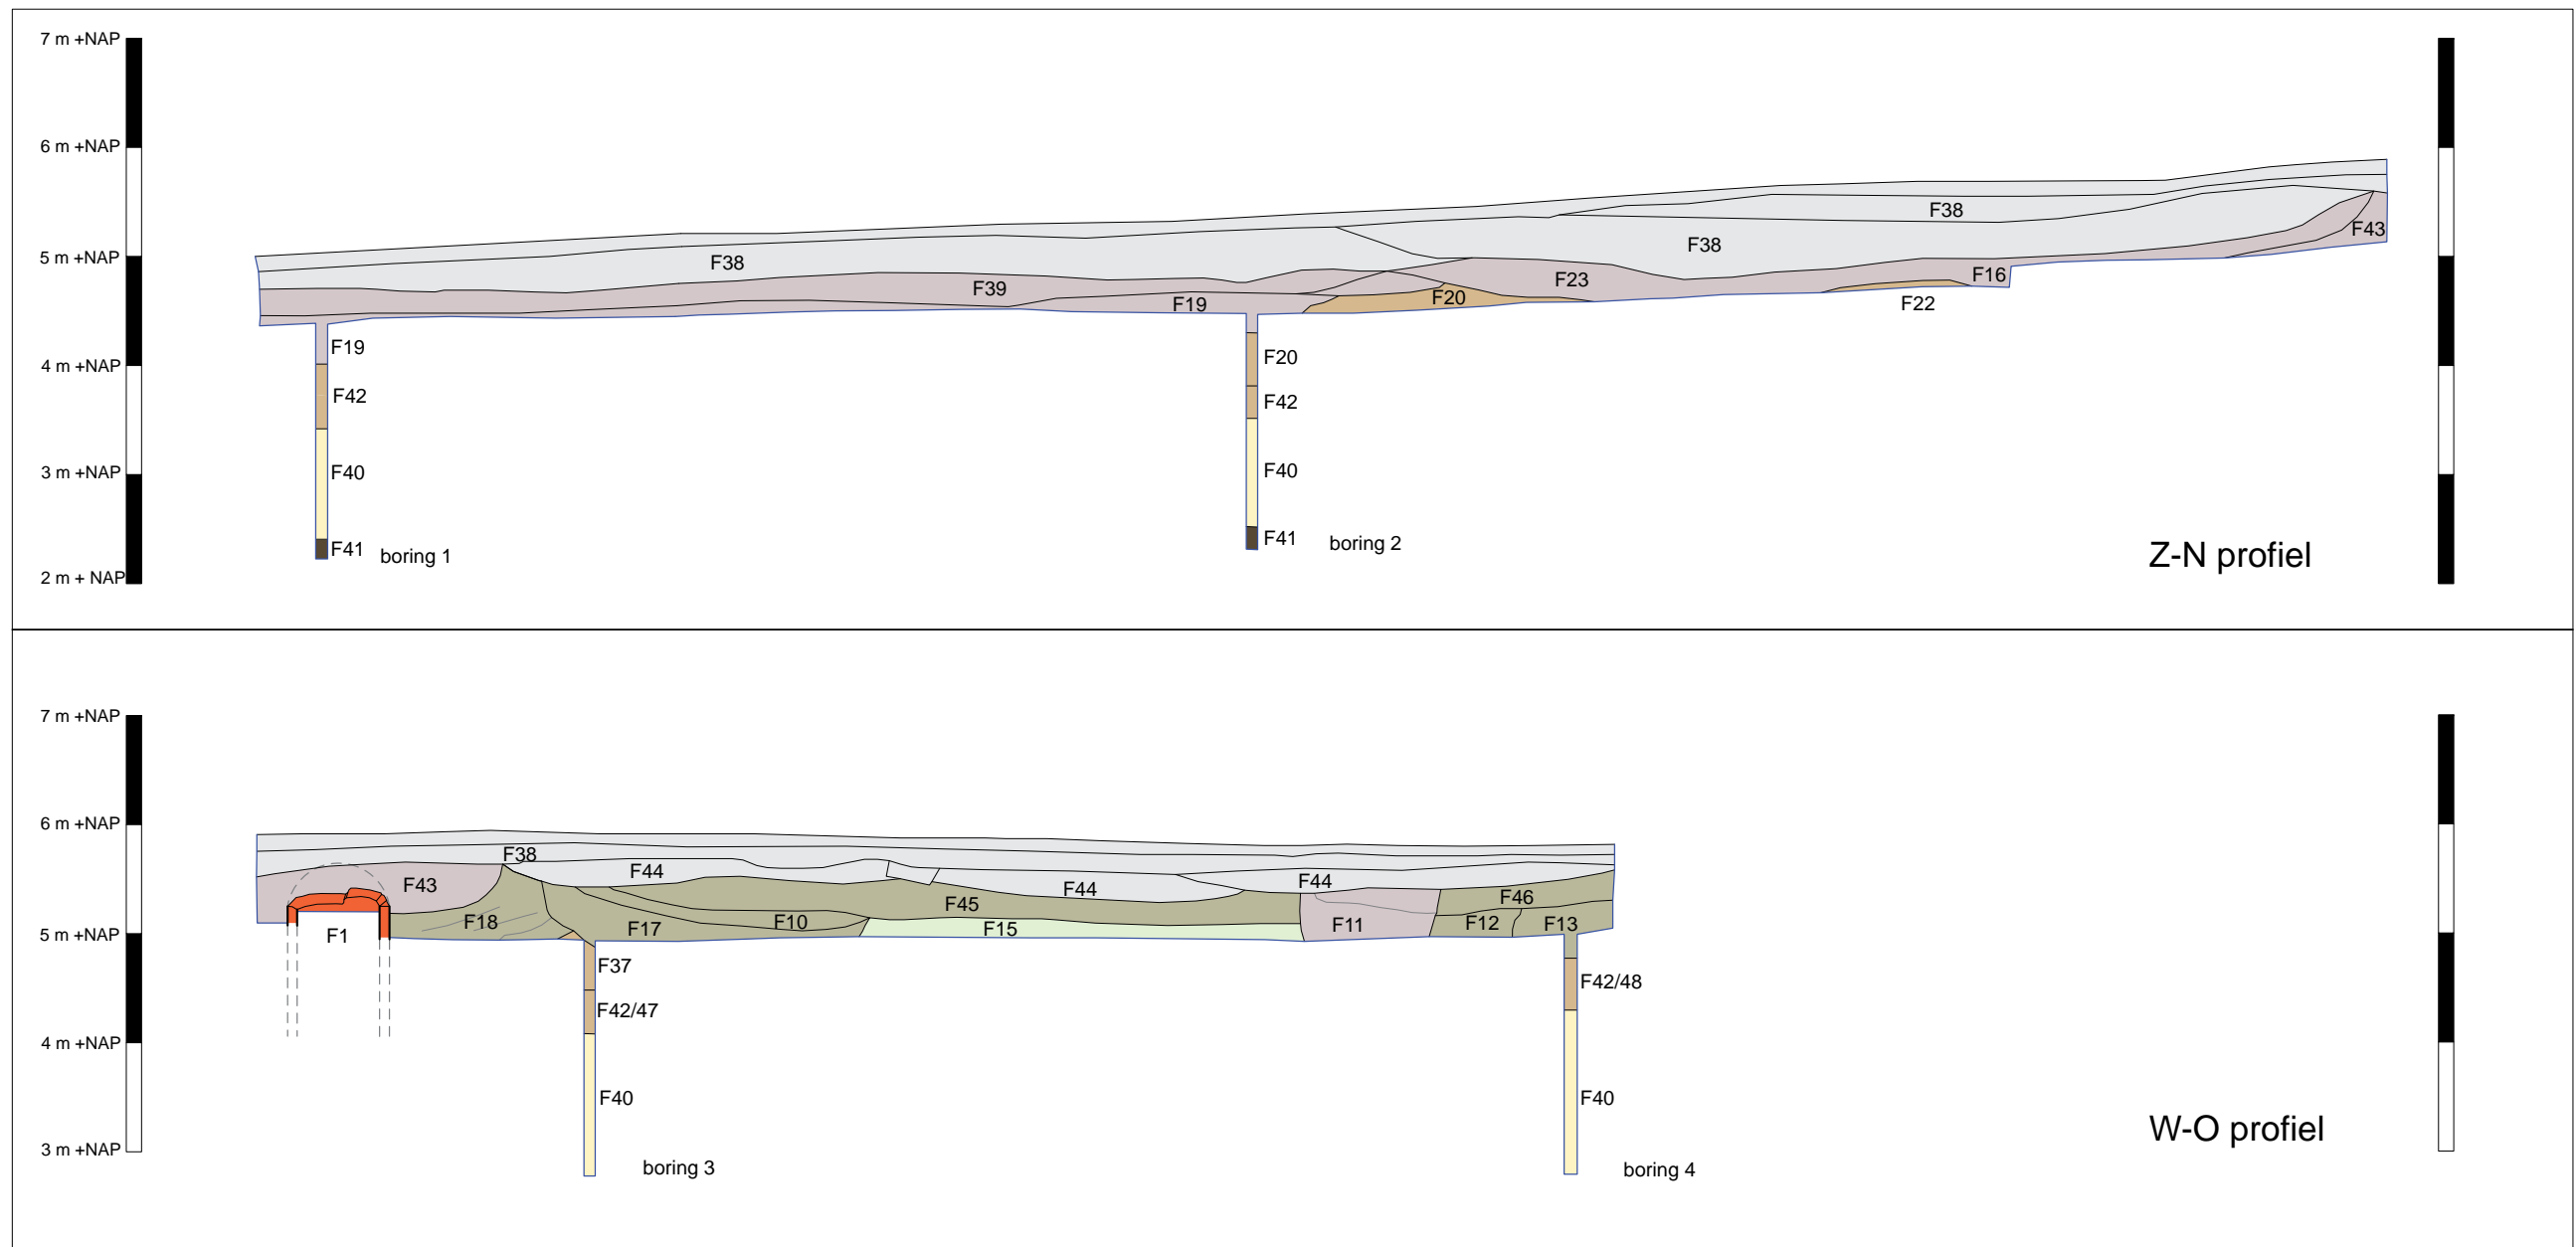 7 m +NAP
6 m +NAP
F38
F43
F38
5 m +NAP
F38
F23
F16
F39
F20
F22
F19
4 m +NAP
F19
F20
F42
F42
3 m +NAP
F40
F40
F41
boring 1
F41
boring 2
Z-N profiel
2 m + NAP
7 m +NAP
6 m +NAP
F38
F44
F43
F44
F44
F46
F45
F18
F10
F12
F13
F17
F15
F11
5 m +NAP
F1
F37
F42/48
F42/47
4 m +NAP
F40
F40
W-O profiel
3 m +NAP
boring 3
boring 4